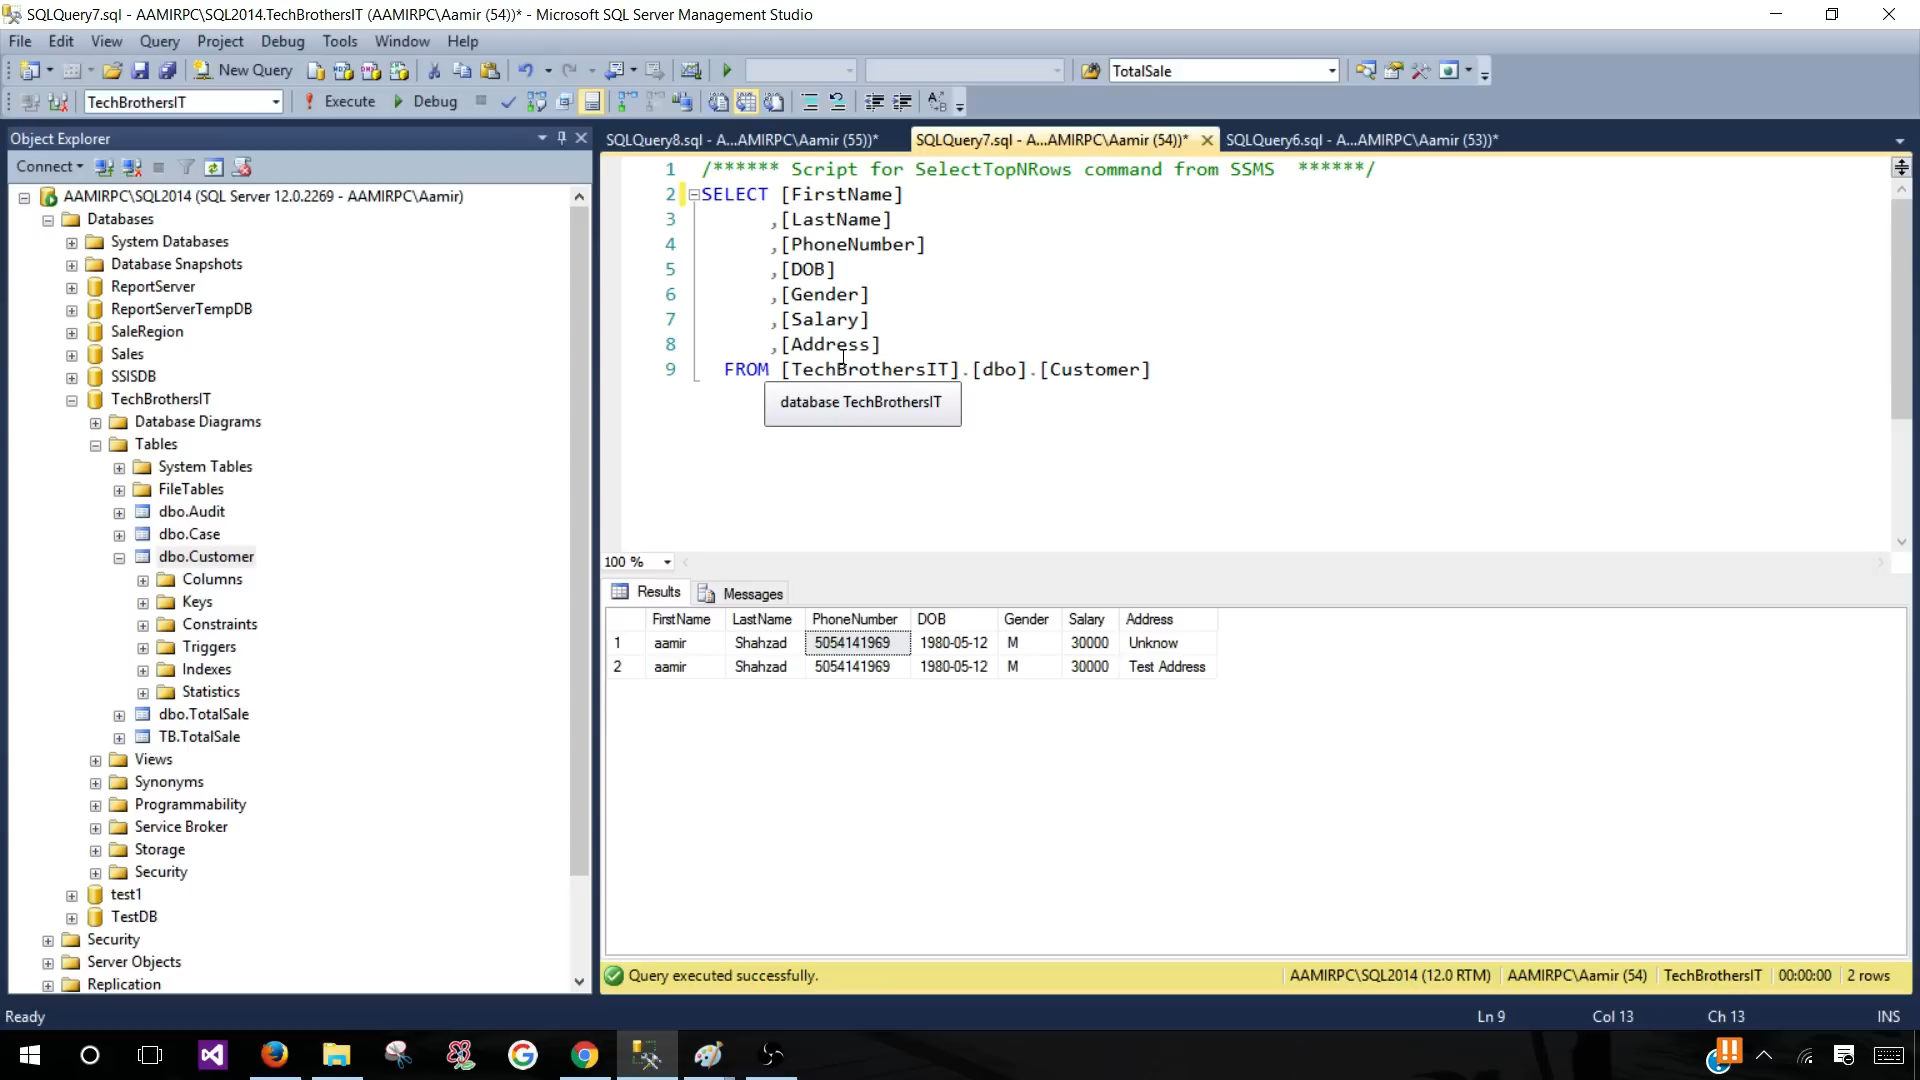 SQLQuery7.sql - AAMIRPC\SQL2014.TechBrothersIT (AAMIRPC\Aamir (54))* - Microsoft SQL Server Management Studio
File Edit View Query Project Debug Tools Window Help
New Query TotalSale
TechBrothersIT Execute Debug
Object Explorer
Connect
AAMIRPC\SQL2014 (SQL Server 12.0.2269 - AAMIRPC\Aamir)
Databases
System Databases
Database Snapshots
ReportServer
ReportServerTempDB
SaleRegion
Sales
SSISDB
TechBrothersIT
Database Diagrams
Tables
System Tables
FileTables
dbo.Audit
dbo.Case
dbo.Customer
Columns
Keys
Constraints
Triggers
Indexes
Statistics
dbo.TotalSale
TB.TotalSale
Views
Synonyms
Programmability
Service Broker
Storage
Security
test1
TestDB
Security
Server Objects
Replication
SQLQuery8.sql - A...AMIRPC\Aamir (55))* SQLQuery7.sql - A...AMIRPC\Aamir (54))* SQLQuery6.sql - A...AMIRPC\Aamir (53))*
1 /****** Script for SelectTopNRows command from SSMS ******/
2 SELECT [FirstName]
3 ,[LastName]
4 ,[PhoneNumber]
5 ,[DOB]
6 ,[Gender]
7 ,[Salary]
8 ,[Address]
9 FROM [TechBrothersIT].[dbo].[Customer]
database TechBrothersIT
100 %
Results Messages
FirstName LastName PhoneNumber DOB Gender Salary Address
1 aamir Shahzad 5054141969 1980-05-12 M 30000 Unknow
2 aamir Shahzad 5054141969 1980-05-12 M 30000 Test Address
Query executed successfully. AAMIRPC\SQL2014 (12.0 RTM) AAMIRPC\Aamir (54) TechBrothersIT 00:00:00 2 rows
Ready Ln 9 Col 13 Ch 13 INS